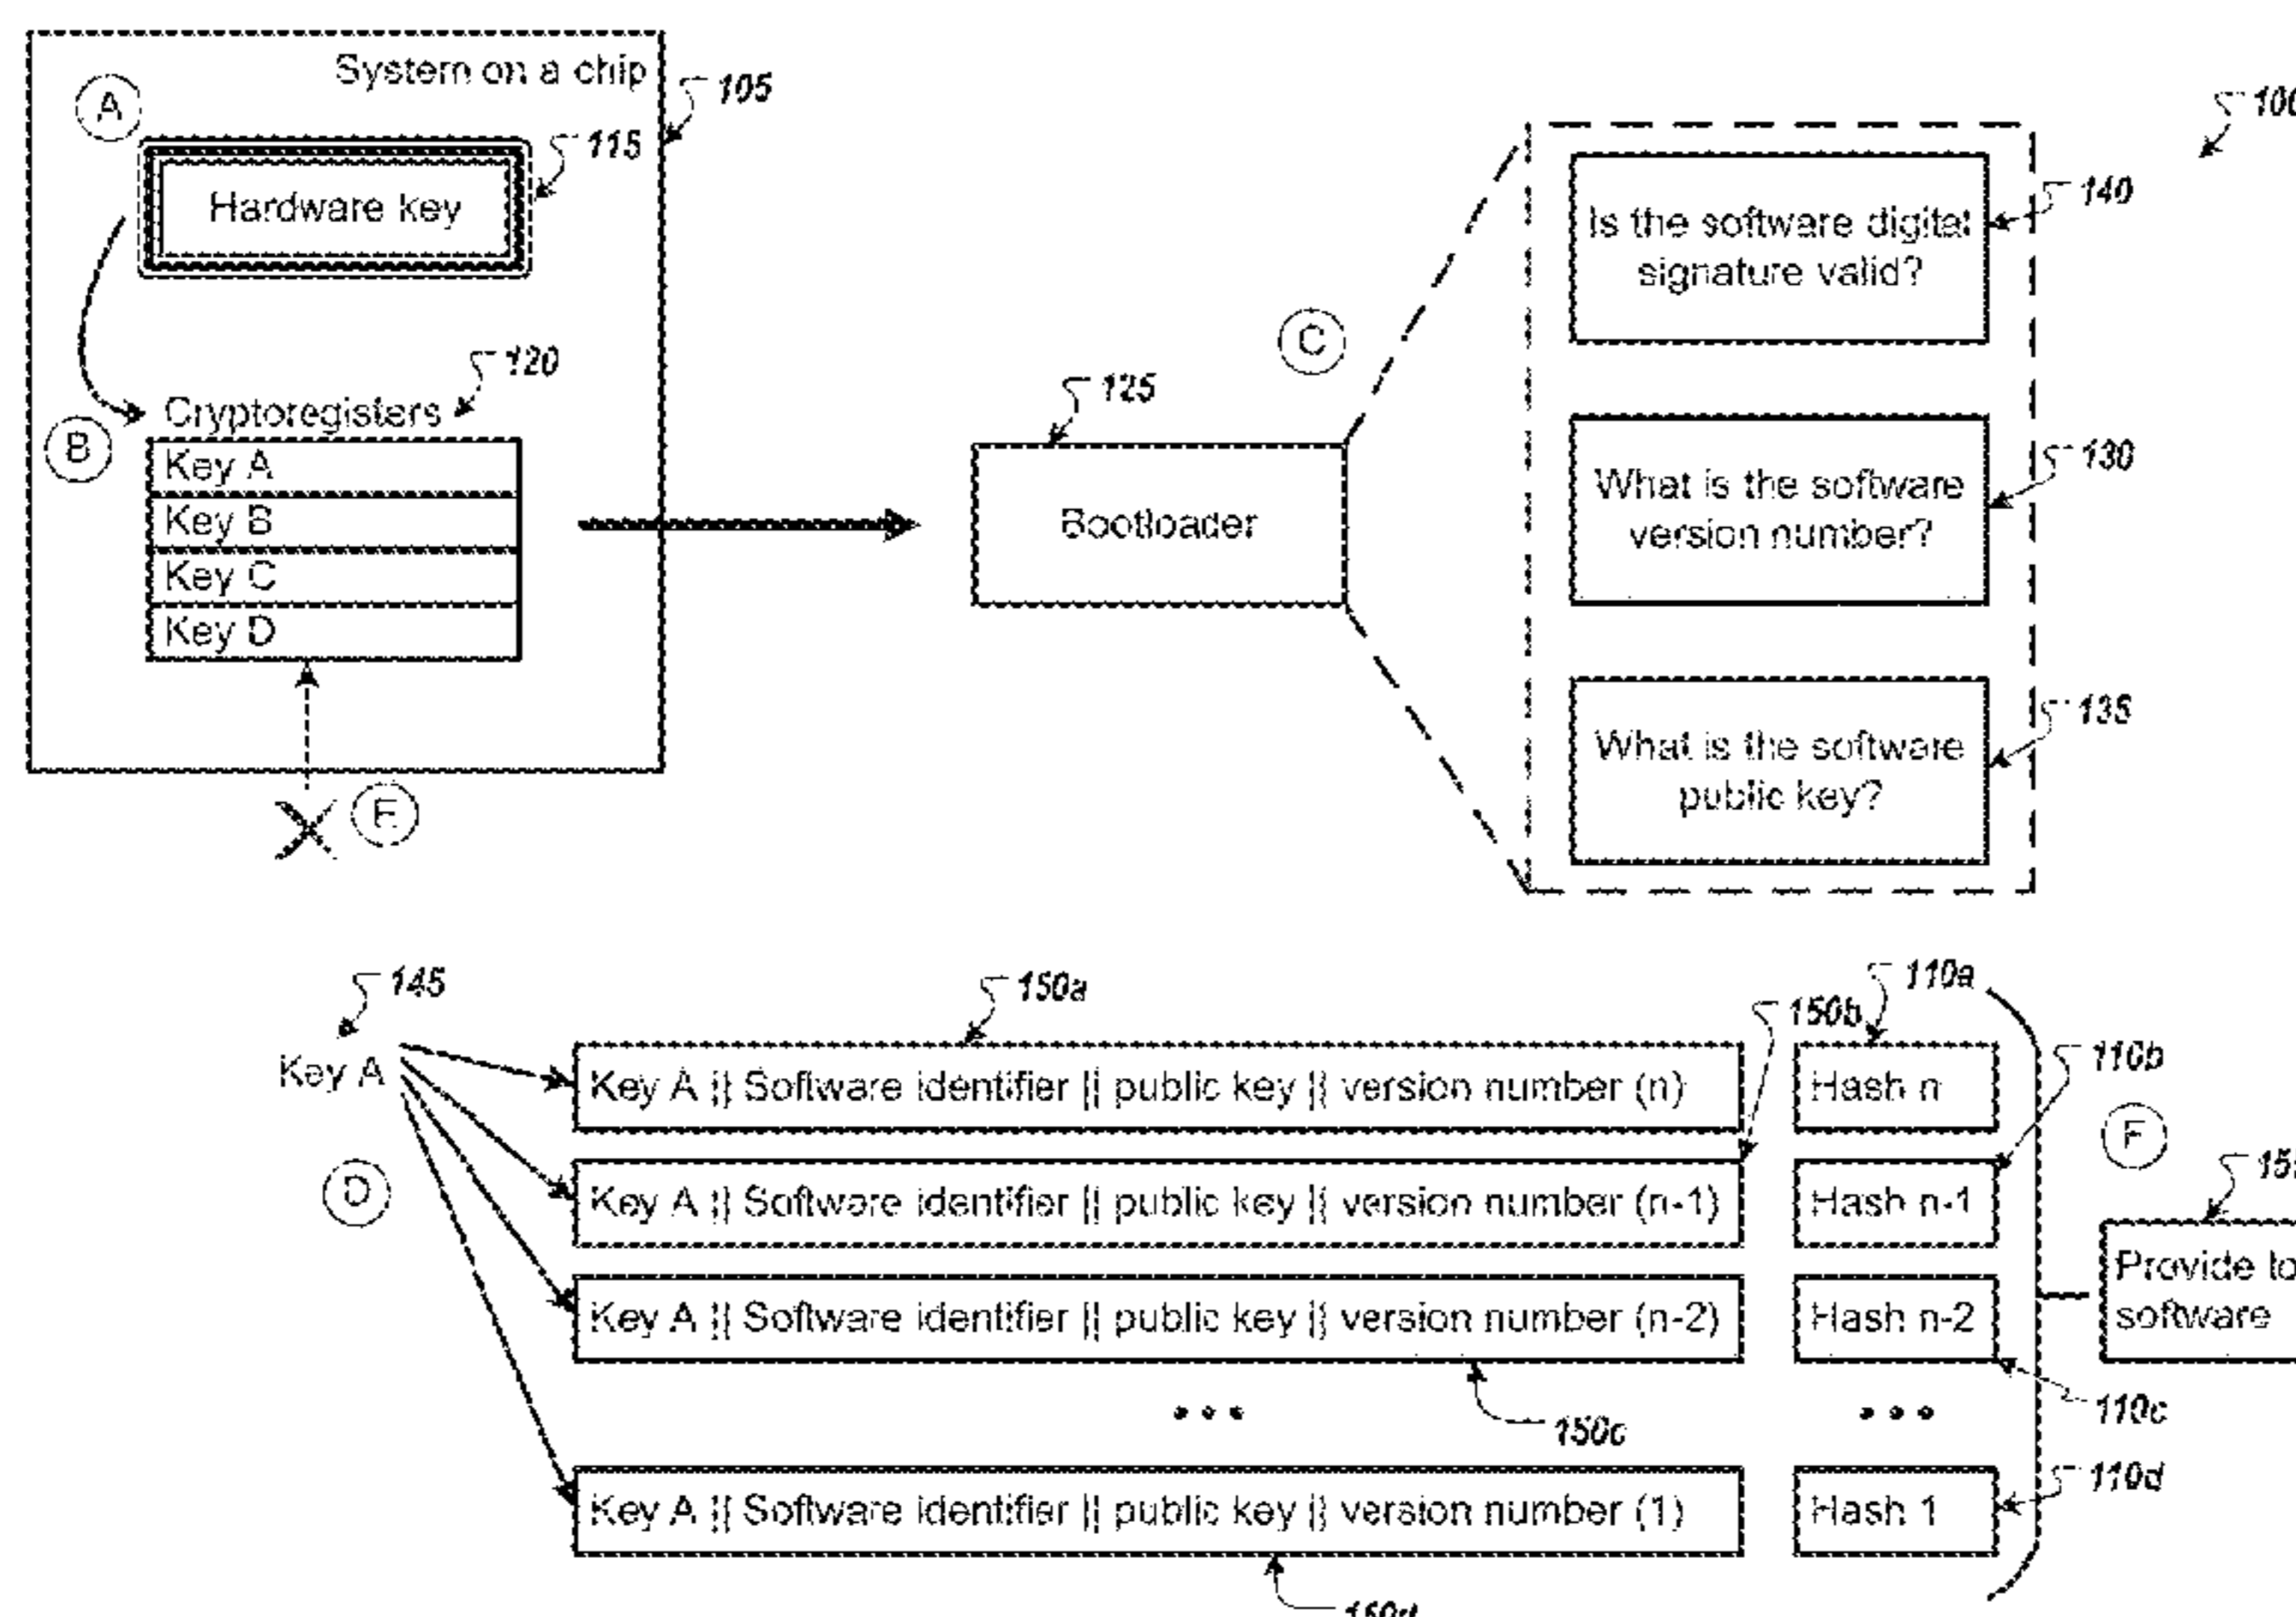 System on a chip
105
A
115
Hardware key
120
Cryptoregisters
B
Key A
Key B
Key C
Key D
E
125
Bootloader
C
140
Is the software digital
signature valid?
130
What is the software
version number?
135
What is the software
public key?
145
Key A
D
150a
Key A || Software identifier || public key || version number (n)
150b
Key A || Software identifier || public key || version number (n-1)
Key A || Software identifier || public key || version number (n-2)
150c
• • •
Key A || Software identifier || public key || version number (1)
150d
110a
Hash n
110b
Hash n-1
Hash n-2
110c
• • •
Hash 1
110d
F
Provide to
software